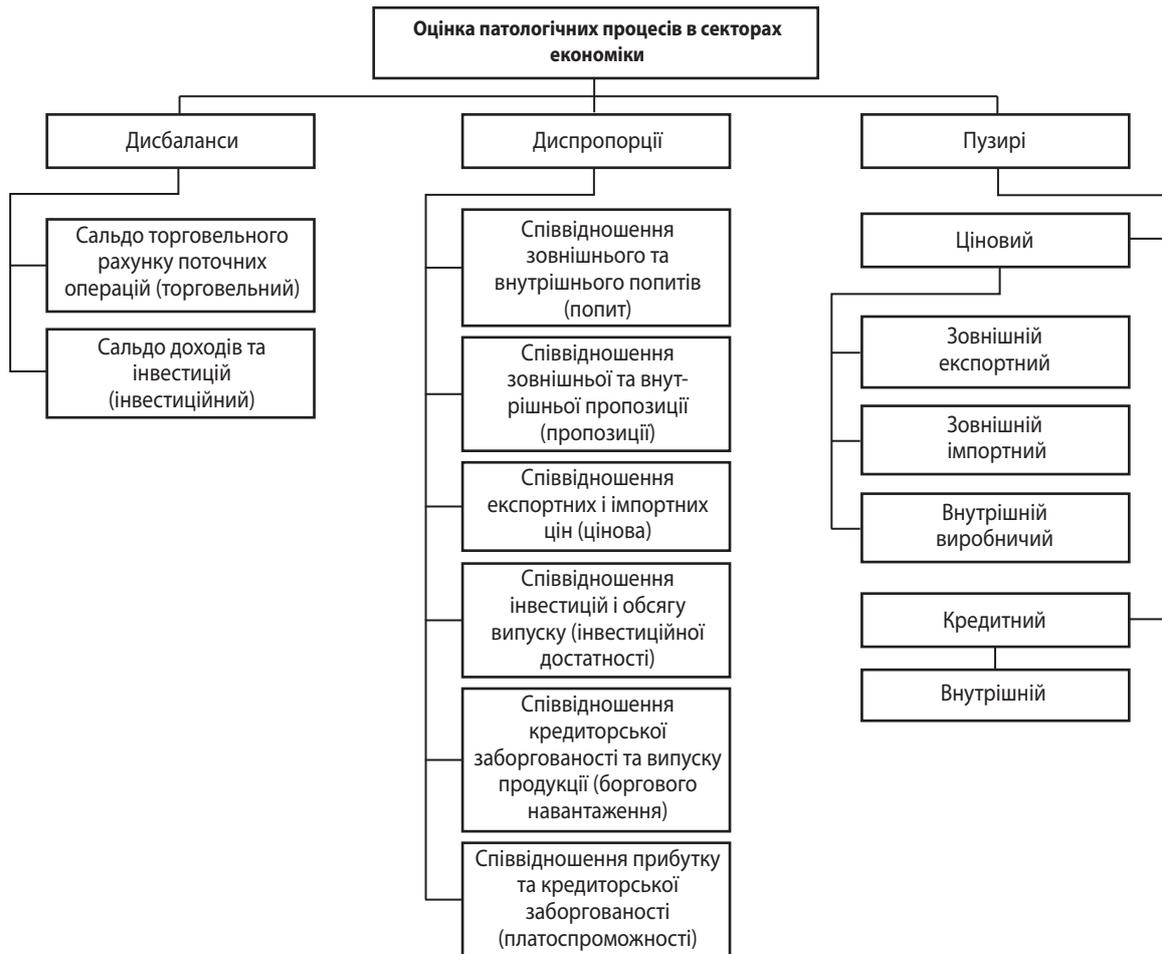 Оцінка патологічних процесів в секторах
економіки
Дисбаланси
Диспропорції
Пузирі
Сальдо торговельного
рахунку поточних
операцій (торговельний)
Сальдо доходів та
інвестицій
(інвестиційний)
Співвідношення
зовнішнього та
внутрішнього попитів
(попит)
Співвідношення
зовнішньої та внут-
рішньої пропозиції
(пропозиції)
Співвідношення
експортних і імпортних
цін (цінова)
Співвідношення
інвестицій і обсягу
випуску (інвестиційної
достатності)
Співвідношення
кредиторської
заборгованості та випуску
продукції (боргового
навантаження)
Співвідношення прибутку
та кредиторської
заборгованості
(платоспроможності)
Ціновий
Зовнішній
експортний
Зовнішній
імпортний
Внутрішній
виробничий
Кредитний
Внутрішній